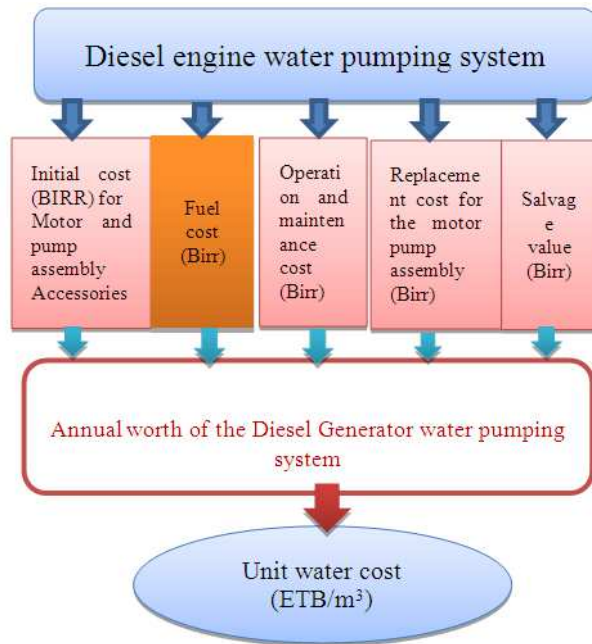 Diesel engine water pumping system
Initial cost
(BIRR) for
Motor and
pump
assembly
Accessories
Fuel
cost
(Birr)
Operati
on and
mainten
ance
cost (Birr)
Replaceme
nt cost for
the motor
pump
assembly
(Birr)
Salvag
e
value
(Birr)
Annual worth of the Diesel Generator water pumping
system
Unit water cost
(ETB/m³)